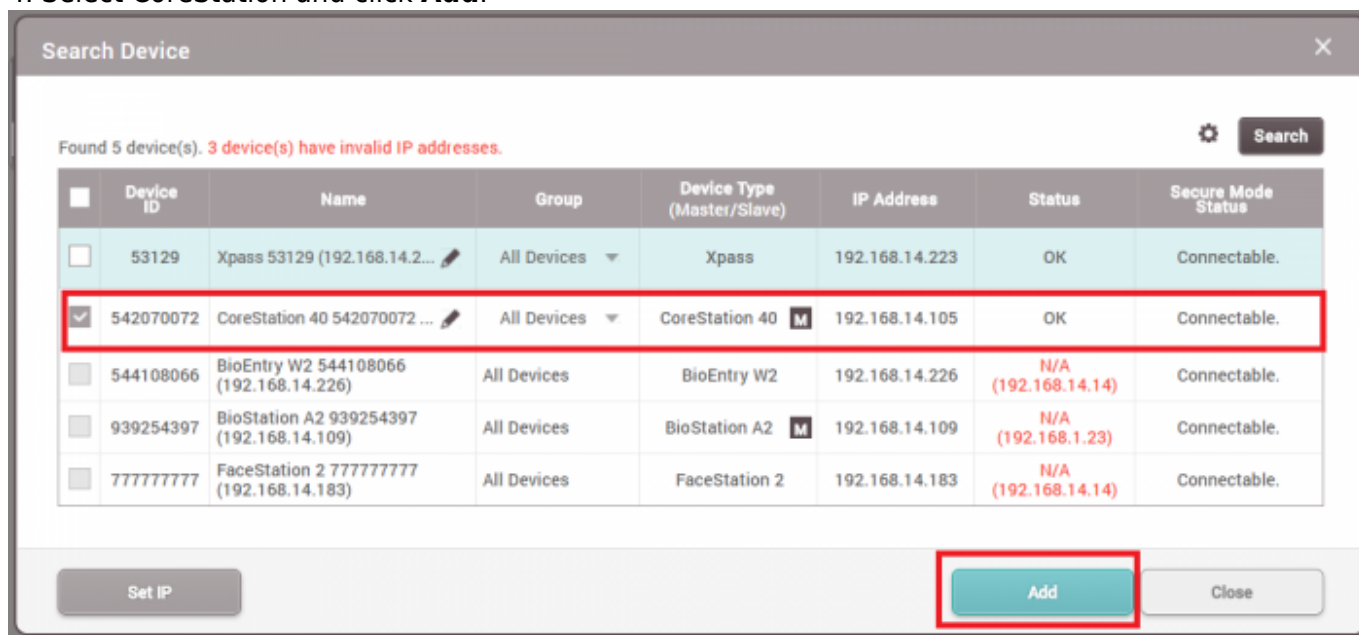 4. Select CoreStation and click Add.
Search Device
Found 5 device(s). 3 device(s) have invalid IP addresses.
Search
Device ID Name Group Device Type (Master/Slave) IP Address Status Secure Mode Status
53129 Xpass 53129 (192.168.14.2... All Devices Xpass 192.168.14.223 OK Connectable.
542070072 CoreStation 40 542070072 ... All Devices CoreStation 40 M 192.168.14.105 OK Connectable.
544108066 BioEntry W2 544108066 (192.168.14.226) All Devices BioEntry W2 192.168.14.226 N/A (192.168.14.14) Connectable.
939254397 BioStation A2 939254397 (192.168.14.109) All Devices BioStation A2 M 192.168.14.109 N/A (192.168.1.23) Connectable.
777777777 FaceStation 2 777777777 (192.168.14.183) All Devices FaceStation 2 192.168.14.183 N/A (192.168.14.14) Connectable.
Set IP Add Close